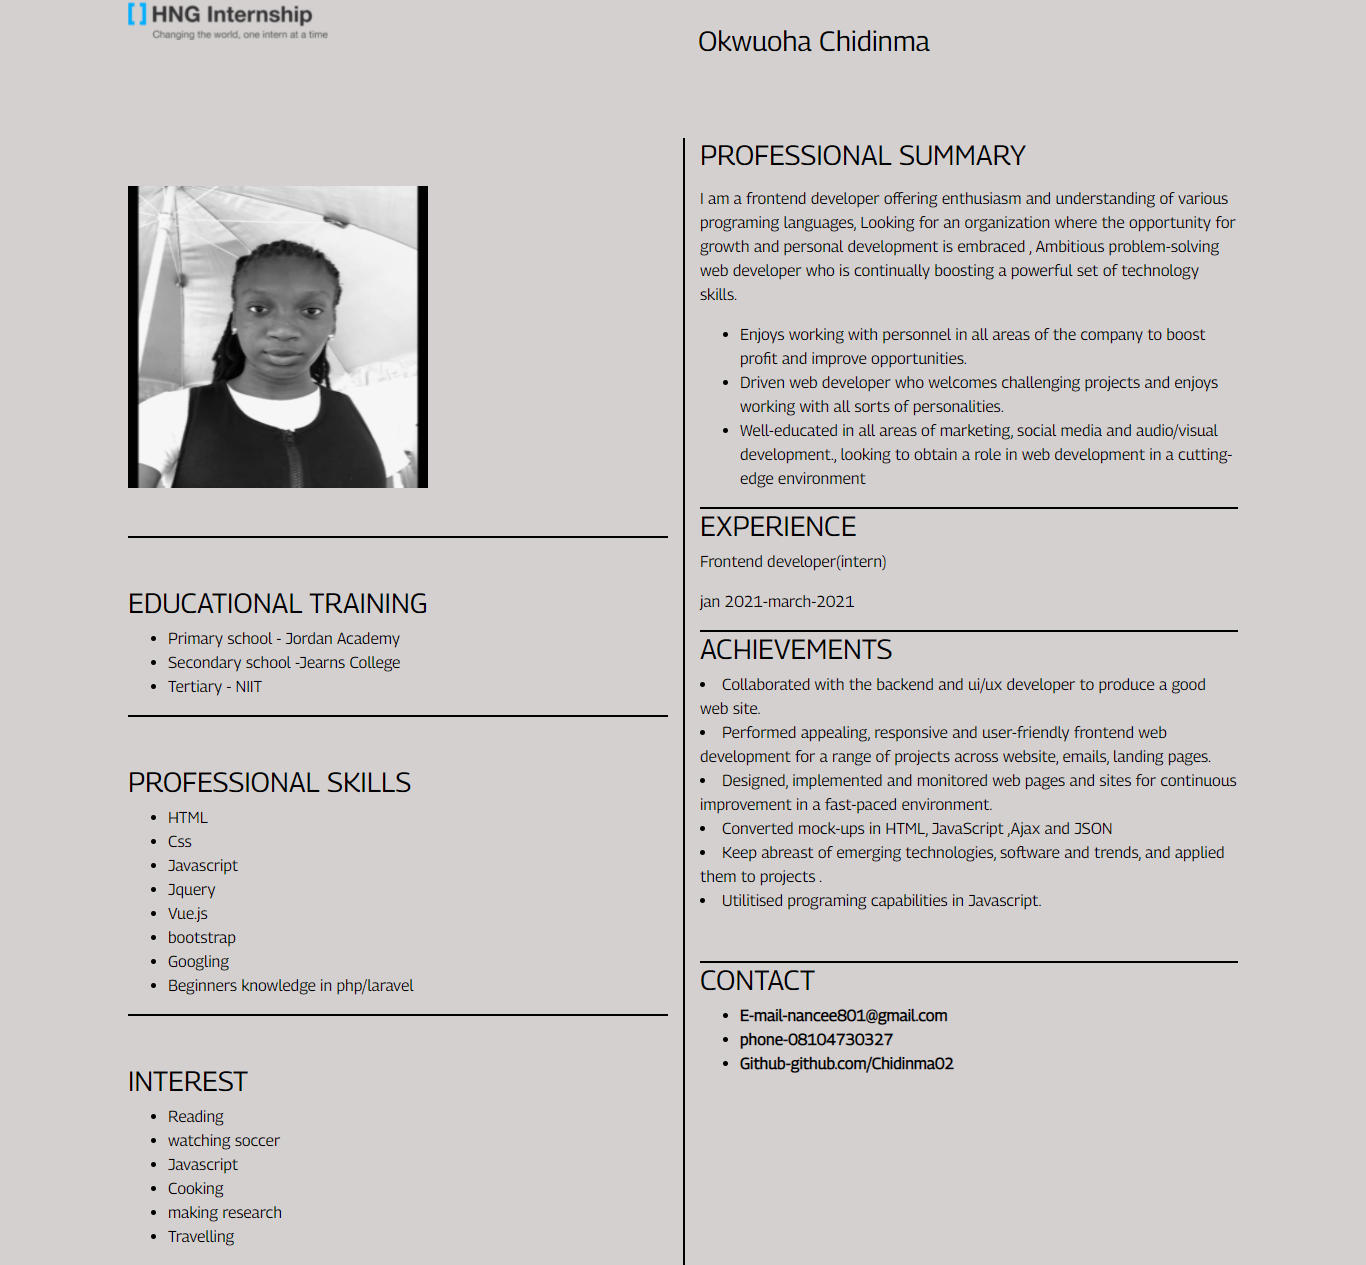 [ ] HNG Internship
Changing the world, one intern at a time
Okwuoha Chidinma
EDUCATIONAL TRAINING
• Primary school - Jordan Academy
• Secondary school -Jearns College
• Tertiary - NIIT
PROFESSIONAL SKILLS
• HTML
• Css
• Javascript
• Jquery
• Vue.js
• bootstrap
• Googling
• Beginners knowledge in php/laravel
INTEREST
• Reading
• watching soccer
• Javascript
• Cooking
• making research
• Travelling
PROFESSIONAL SUMMARY
I am a frontend developer offering enthusiasm and understanding of various
programing languages, Looking for an organization where the opportunity for
growth and personal development is embraced , Ambitious problem-solving
web developer who is continually boosting a powerful set of technology
skills.
• Enjoys working with personnel in all areas of the company to boost
profit and improve opportunities.
• Driven web developer who welcomes challenging projects and enjoys
working with all sorts of personalities.
• Well-educated in all areas of marketing, social media and audio/visual
development., looking to obtain a role in web development in a cutting-
edge environment
EXPERIENCE
Frontend developer(intern)
jan 2021-march-2021
ACHIEVEMENTS
• Collaborated with the backend and ui/ux developer to produce a good
web site.
• Performed appealing, responsive and user-friendly frontend web
development for a range of projects across website, emails, landing pages.
• Designed, implemented and monitored web pages and sites for continuous
improvement in a fast-paced environment.
• Converted mock-ups in HTML, JavaScript ,Ajax and JSON
• Keep abreast of emerging technologies, software and trends, and applied
them to projects .
• Utilitised programing capabilities in Javascript.
CONTACT
• E-mail-nancee801@gmail.com
• phone-08104730327
• Github-github.com/Chidinma02